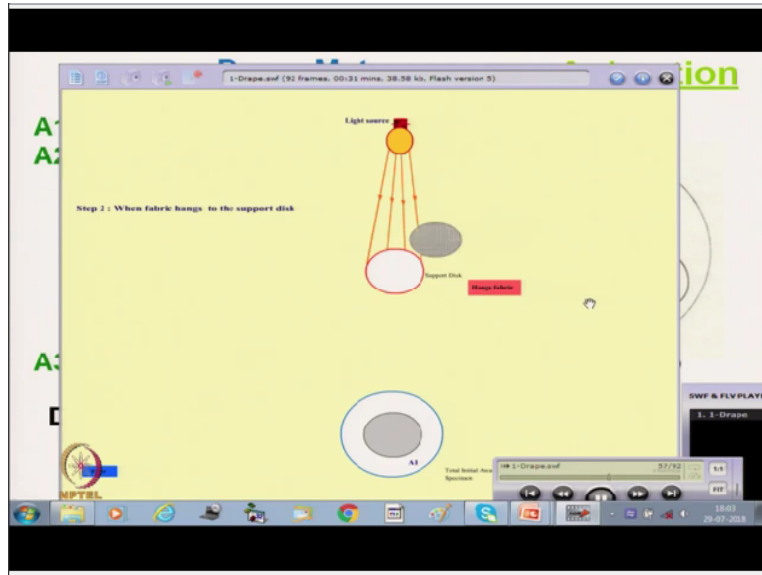 1-Drape.swf (92 frames, 00:31 mins, 38.58 kb, Flash version 5)
ion
A1
A2
Light source
Step 2 : When fabric hangs to the support disk
Support Disk
Hangs fabric
A3
D
SWF & FLV PLAYE
1. 1-Drape
A1
Total Initial Area
Specimen
1-Drape.swf
57/92
1:1
FIT
NPTEL
18:03
29-07-2018